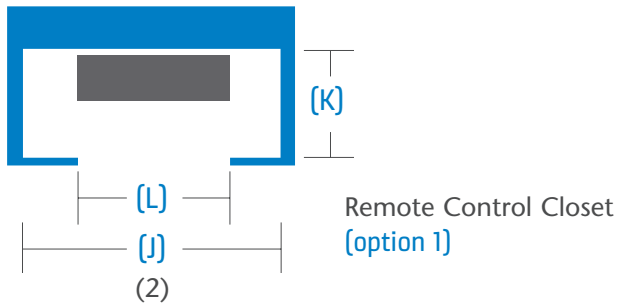 (K)
(L)
Remote Control Closet
(J)
(option 1)
(2)